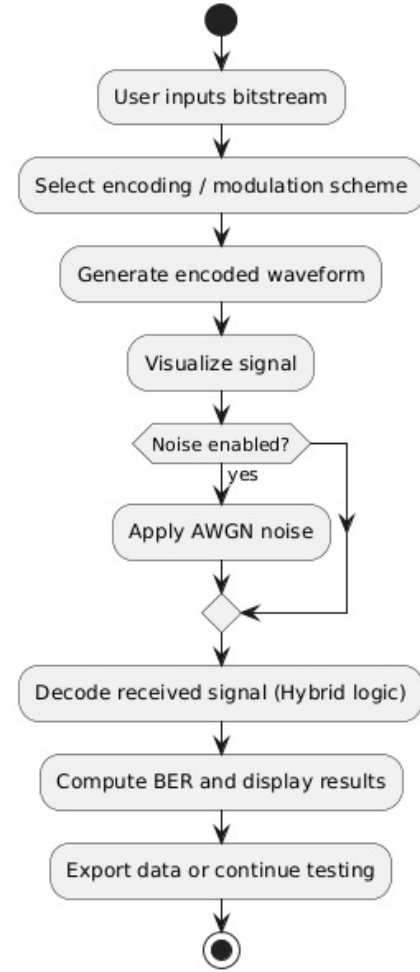 User inputs bitstream
Select encoding / modulation scheme
Generate encoded waveform
Visualize signal
Noise enabled?
yes
Apply AWGN noise
Decode received signal (Hybrid logic)
Compute BER and display results
Export data or continue testing